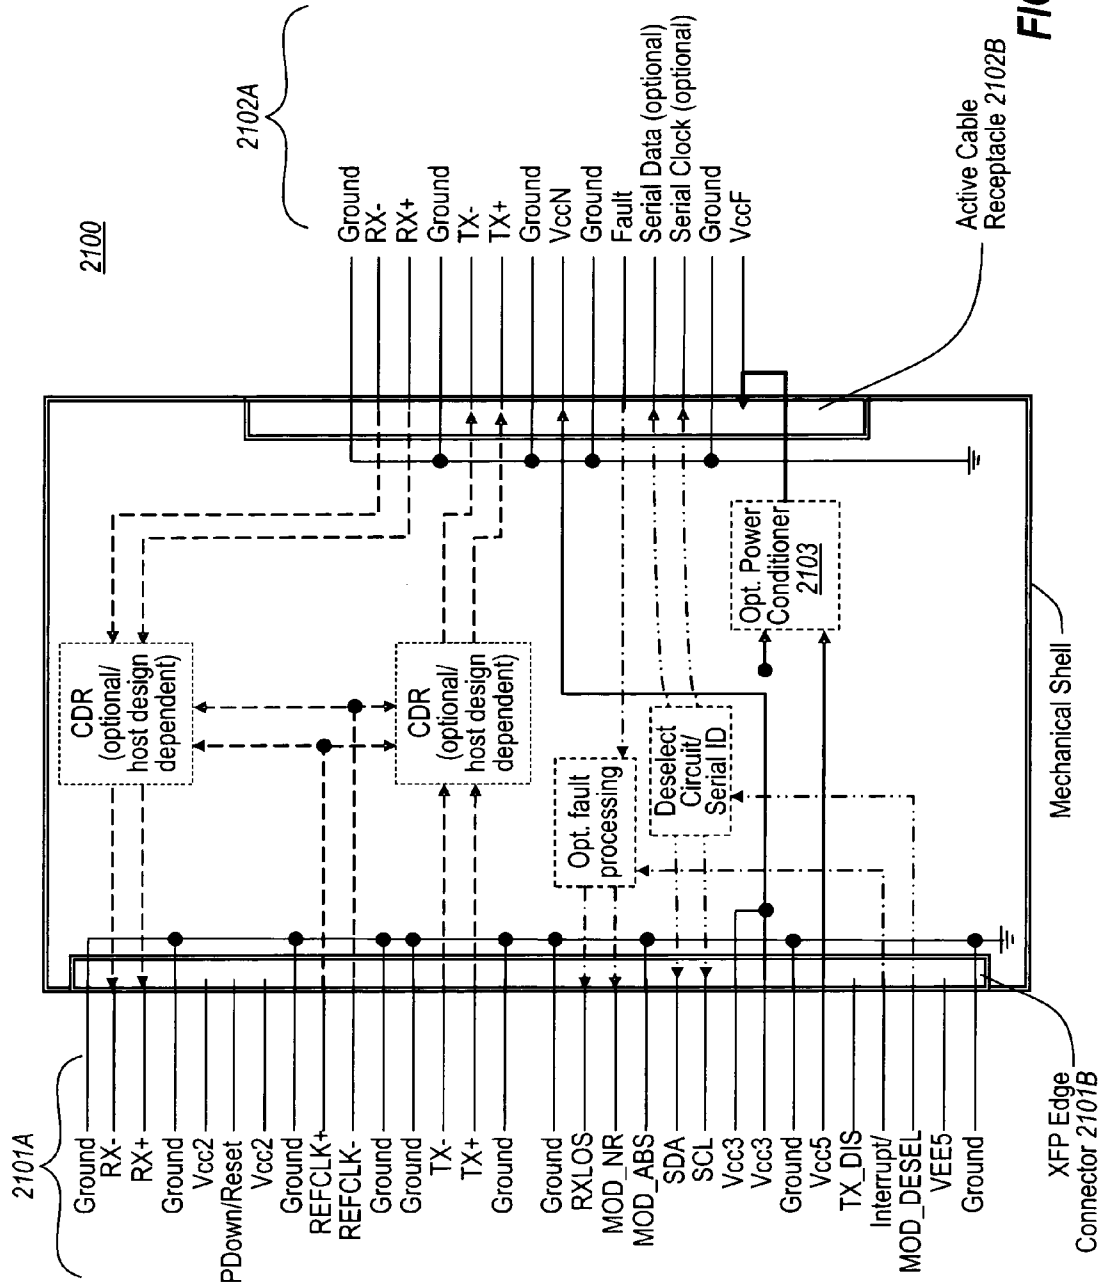 2100
2101A
Ground
RX-
RX+
Ground
Vcc2
PDown/Reset
Vcc2
Ground
REFCLK+
REFCLK-
Ground
Ground
TX-
TX+
Ground
Ground
RXLOS
MOD_NR
MOD_ABS
SDA
SCL
Vcc3
Vcc3
Ground
Vcc5
TX_DIS
Interrupt/
MOD_DESEL
VEE5
Ground
XFP Edge
Connector 2101B
CDR
(optional/
host design
dependent)
CDR
(optional/
host design
dependent)
Opt. fault
processing
Deselect
Circuit/
Serial ID
Opt. Power
Conditioner
2103
Mechanical Shell
2102A
Ground
RX-
RX+
Ground
TX-
TX+
Ground
VccN
Ground
Fault
Serial Data (optional)
Serial Clock (optional)
Ground
VccF
Active Cable
Receptacle 2102B